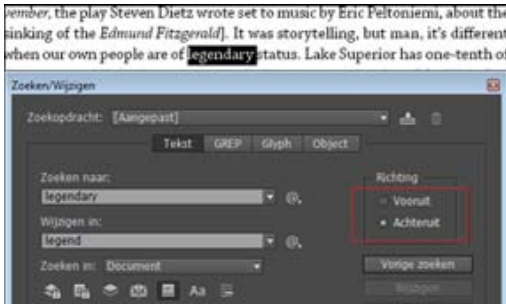 vember, the play Steven Dietz wrote set to music by Eric Peltoniemi, about the
sinking of the Edmund Fitzgerald]. It was storytelling, but man, it's different
when our own people are of legendary status. Lake Superior has one-tenth of
Zoeken/Wijzigen
Zoekopdracht: [Aangepast]
Tekst GREP Glyph Object
Zoeken naar: Richting
legendary Vooruit
Wijzigen in: Achteruit
legend
Zoeken in: Document Vorige zoeken
Aa Wijzigen